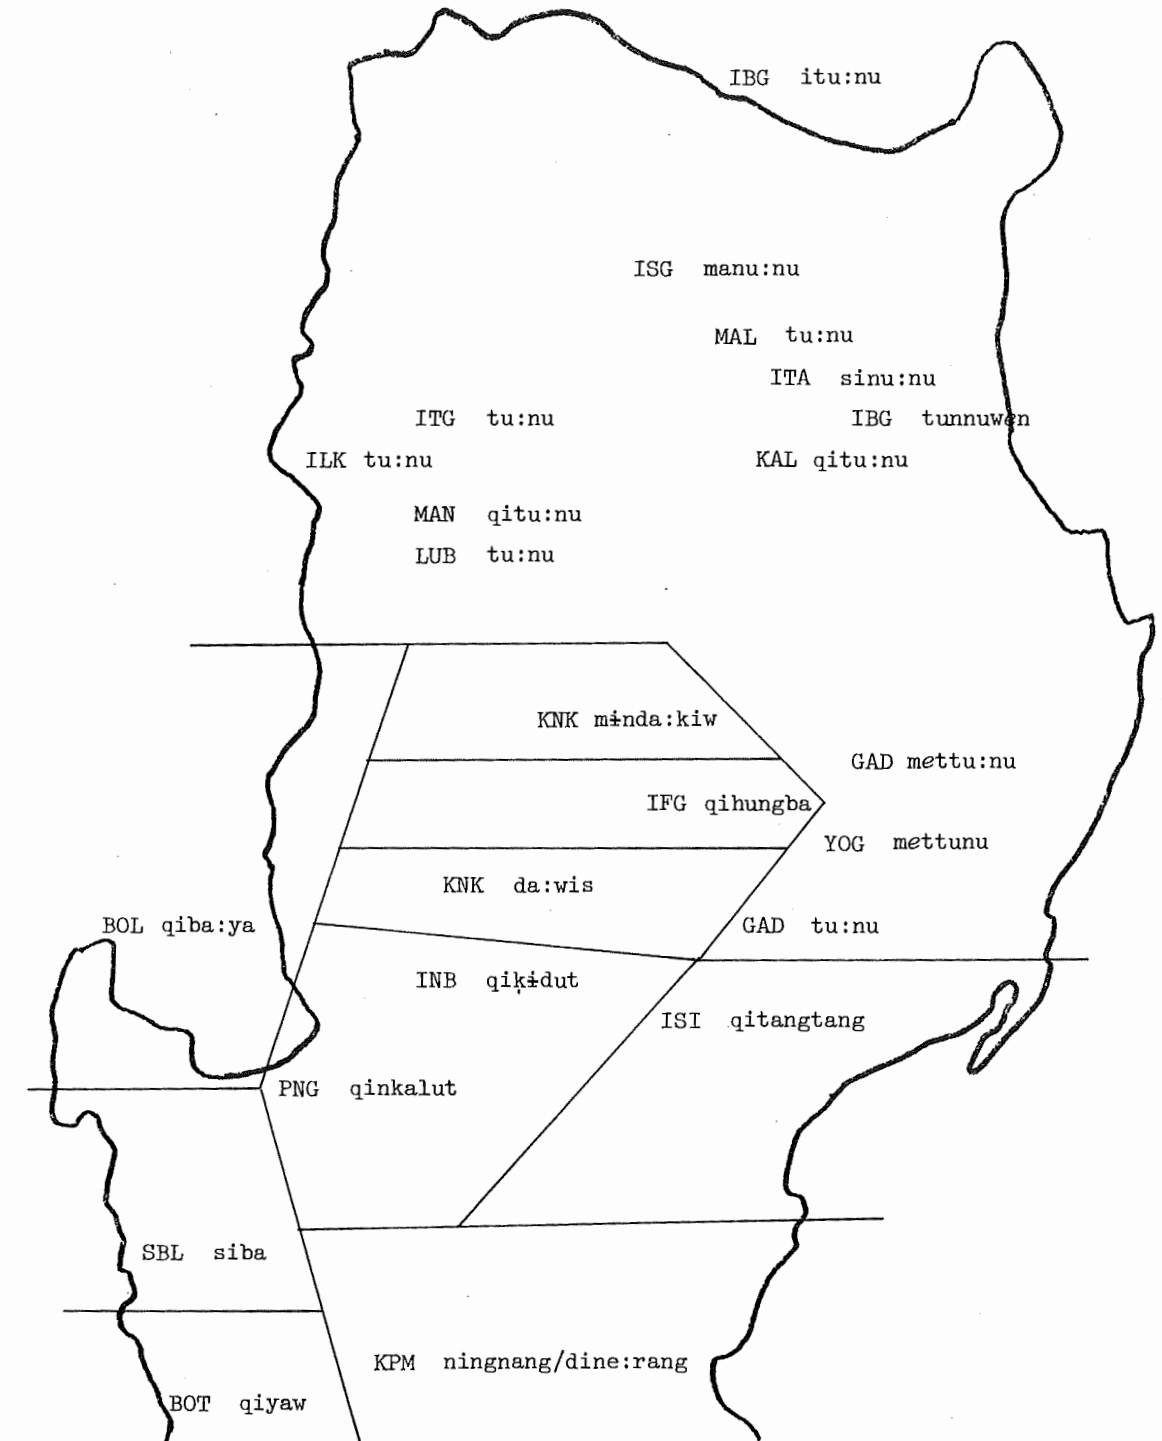 IBG itu:nu
ISG manu:nu
MAL tu:nu
ITA sinu:nu
ITG tu:nu
IBG tunnuwen
ILK tu:nu
KAL qitu:nu
MAN qitu:nu
LUB tu:nu
KNK mɨnda:kiw
GAD mettu:nu
IFG qihungba
YOG mettunu
KNK da:wis
BOL qiba:ya
GAD tu:nu
INB qiḳɨdut
ISI qitangtang
PNG qinkalut
SBL siba
KPM ningnang/dine:rang
BOT qiyaw